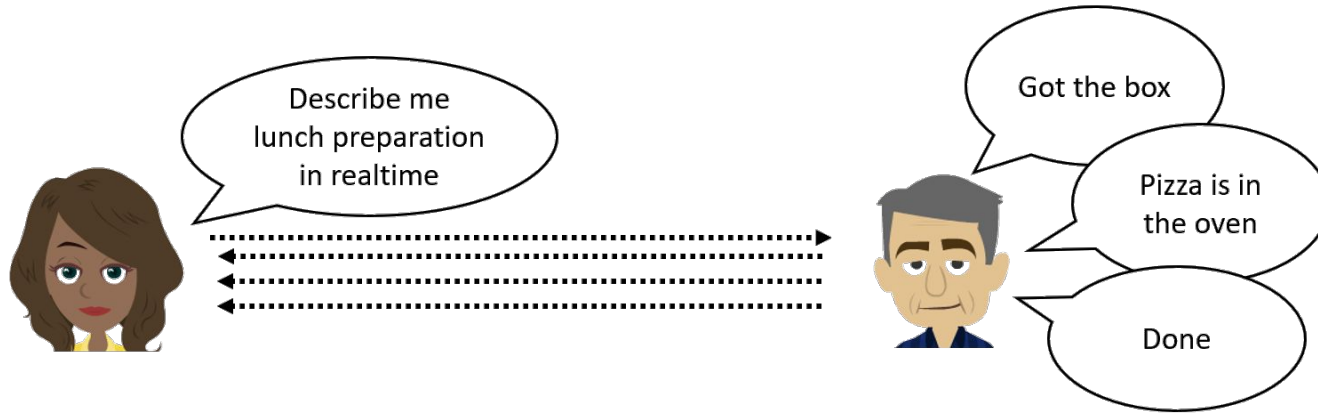 Describe me
lunch preparation
in realtime
Got the box
Pizza is in
the oven
Done